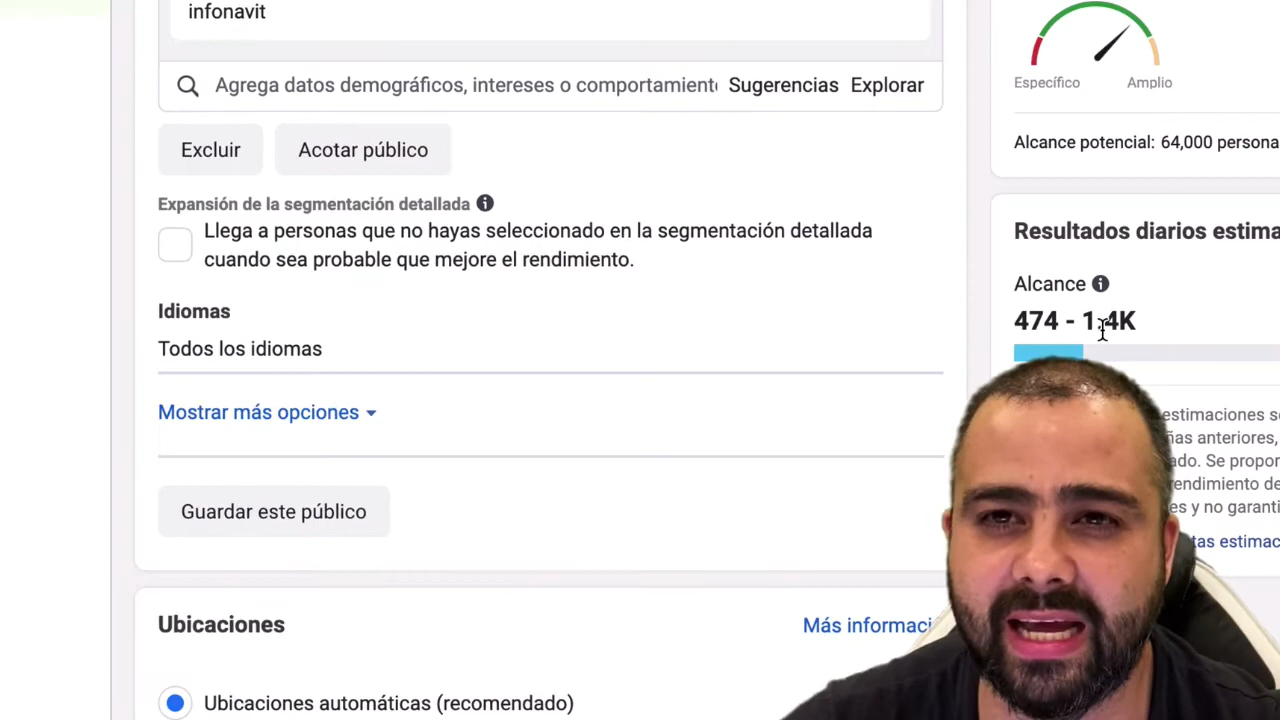 infonavit
Agrega datos demográficos, intereses o comportamient Sugerencias Explorar
Excluir Acotar público
Expansión de la segmentación detallada
Llega a personas que no hayas seleccionado en la segmentación detallada
cuando sea probable que mejore el rendimiento.
Idiomas
Todos los idiomas
Mostrar más opciones
Guardar este público
Ubicaciones
Más informaci
Ubicaciones automáticas (recomendado)
Específico Amplio
Alcance potencial: 64,000 persona
Resultados diarios estima
Alcance
474 - 1.4K
estimaciones s
ñas anteriores,
ado. Se propor
rendimiento de
es y no garanti
tas estimac